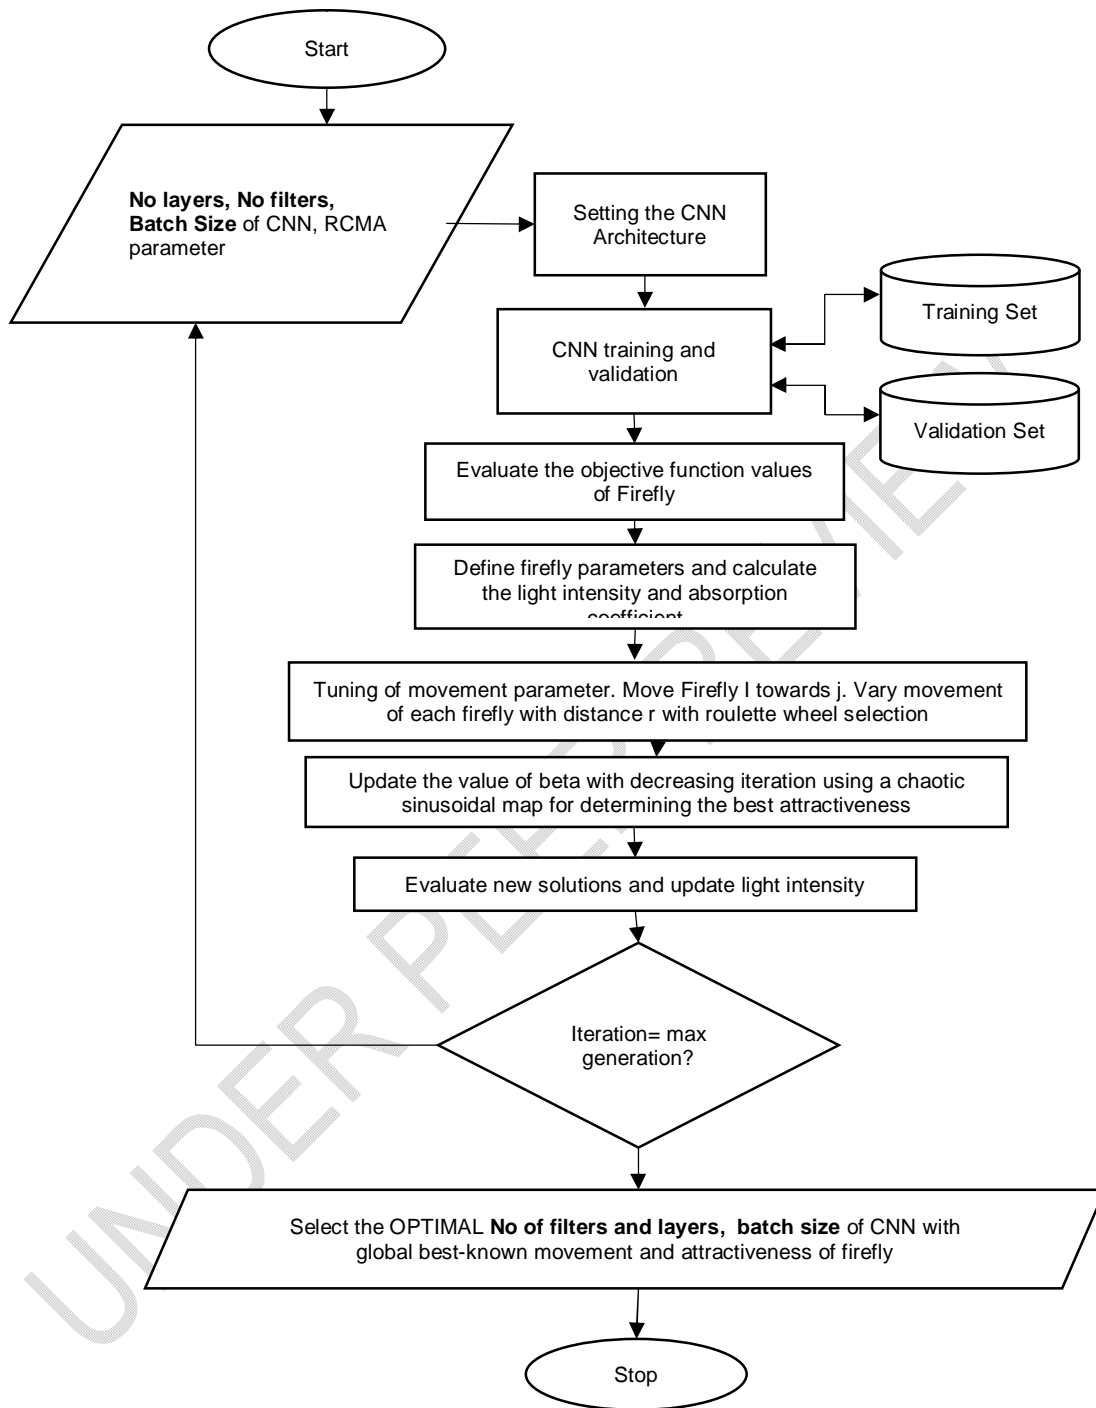 Start
No layers, No filters,
Batch Size of CNN, RCMA
parameter
Setting the CNN
Architecture
Training Set
CNN training and
validation
Validation Set
Evaluate the objective function values
of Firefly
Define firefly parameters and calculate
the light intensity and absorption
coefficient
Tuning of movement parameter. Move Firefly I towards j. Vary movement
of each firefly with distance r with roulette wheel selection
Update the value of beta with decreasing iteration using a chaotic
sinusoidal map for determining the best attractiveness
Evaluate new solutions and update light intensity
Iteration= max
generation?
Select the OPTIMAL No of filters and layers, batch size of CNN with
global best-known movement and attractiveness of firefly
Stop
UNDER PEER REVIEW